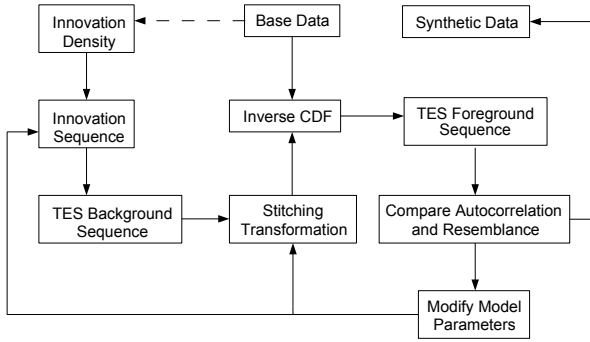 Innovation
Density
Base Data
Synthetic Data
Innovation
Sequence
Inverse CDF
TES Foreground
Sequence
TES Background
Sequence
Stitching
Transformation
Compare Autocorrelation
and Resemblance
Modify Model
Parameters